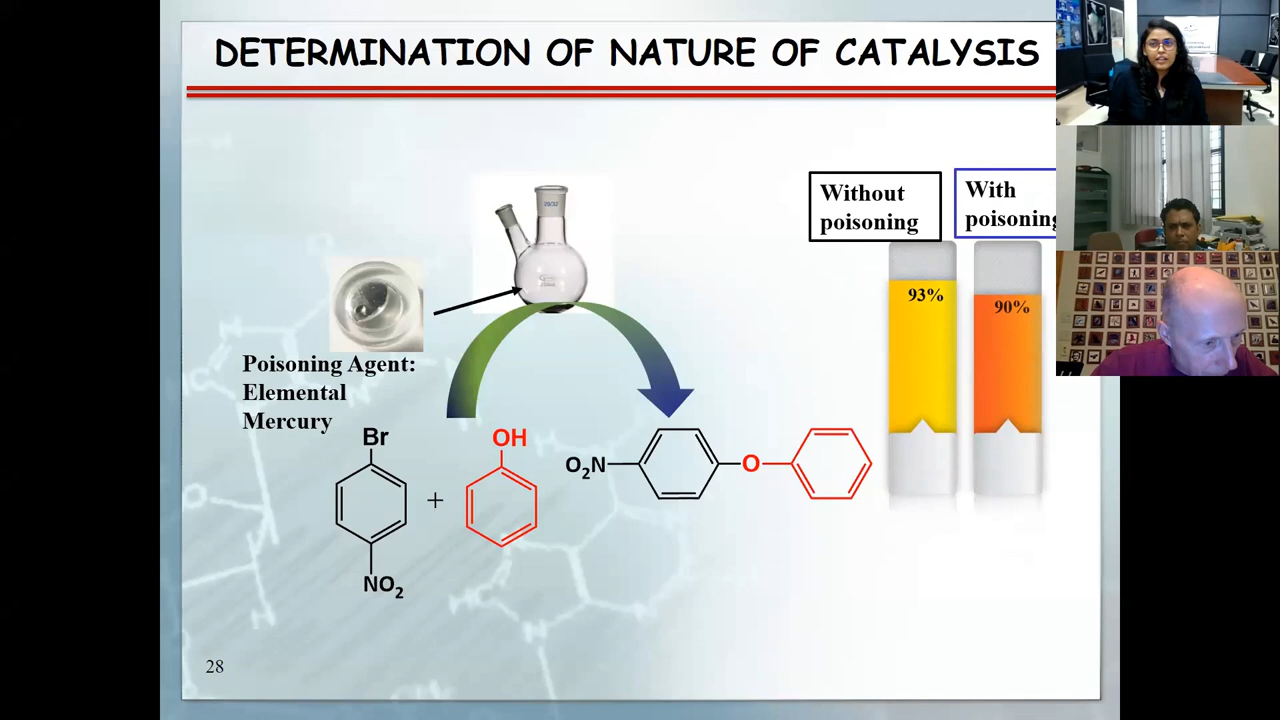 DETERMINATION OF NATURE OF CATALYSIS
Without
poisoning
With
poisoning
93%
90%
Poisoning Agent:
Elemental
Mercury
Br
OH
O2N
O
+
NO2
28